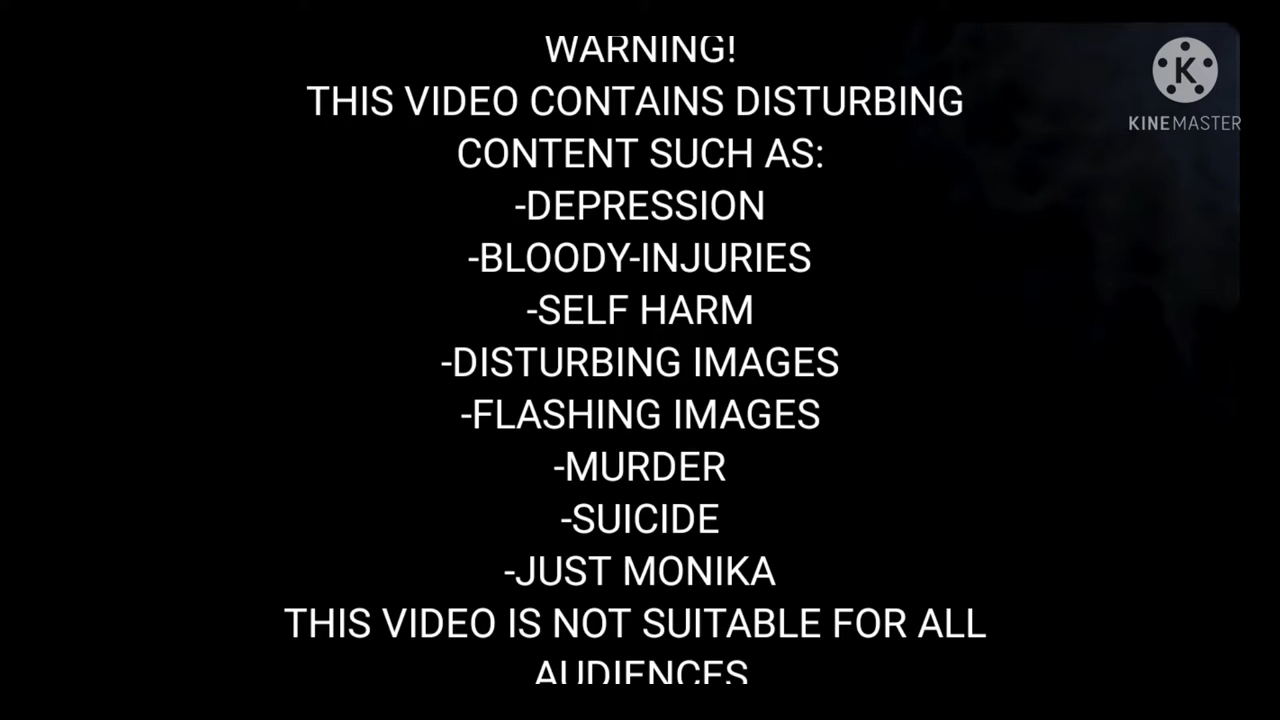 WARNING!
THIS VIDEO CONTAINS DISTURBING
CONTENT SUCH AS:
-DEPRESSION
-BLOODY-INJURIES
-SELF HARM
-DISTURBING IMAGES
-FLASHING IMAGES
-MURDER
-SUICIDE
-JUST MONIKA
THIS VIDEO IS NOT SUITABLE FOR ALL
AUDIENCES
K
KINEMASTER